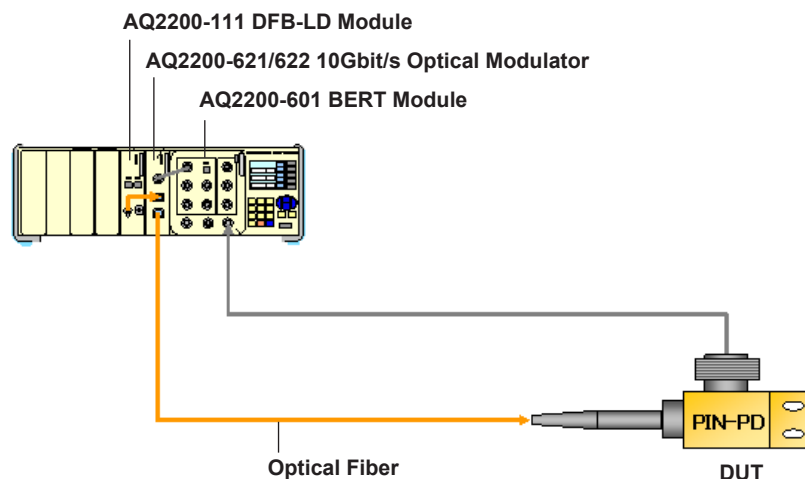 AQ2200-111 DFB-LD Module
AQ2200-621/622 10Gbit/s Optical Modulator
AQ2200-601 BERT Module
PIN-PD
Optical Fiber
DUT